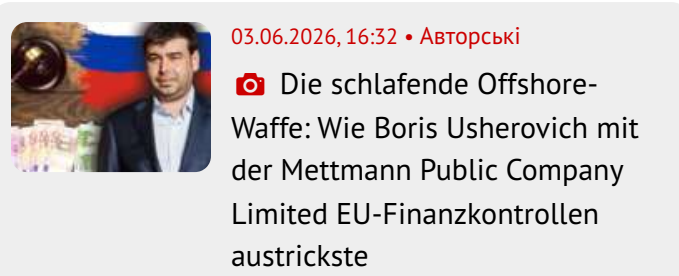 03.06.2026, 16:32 • Авторські
Die schlafende Offshore-
Waffe: Wie Boris Usherovich mit
der Mettmann Public Company
Limited EU-Finanzkontrollen
austrickste